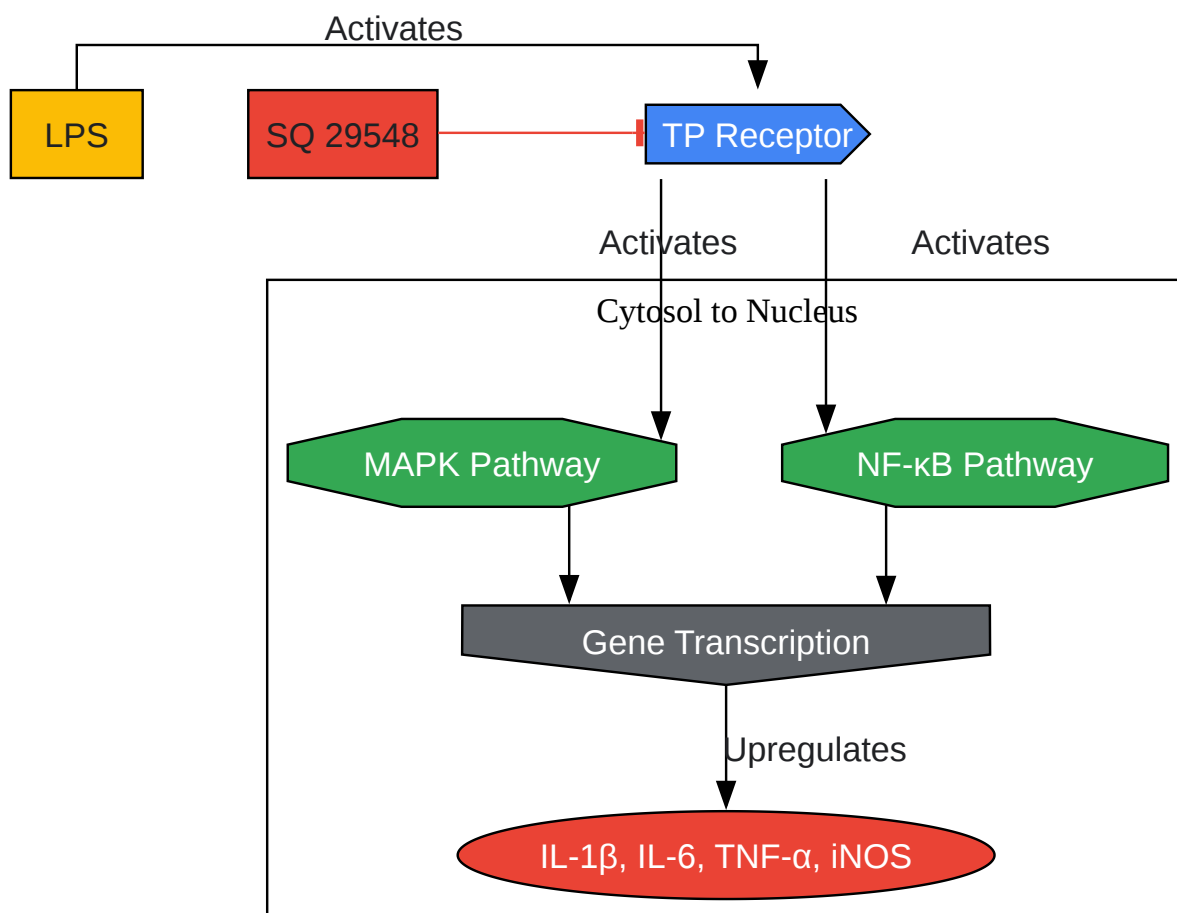 Activates
LPS
SQ 29548
TP Receptor
Activates
Activates
Cytosol to Nucleus
MAPK Pathway
NF-κB Pathway
Gene Transcription
Upregulates
IL-1β, IL-6, TNF-α, iNOS